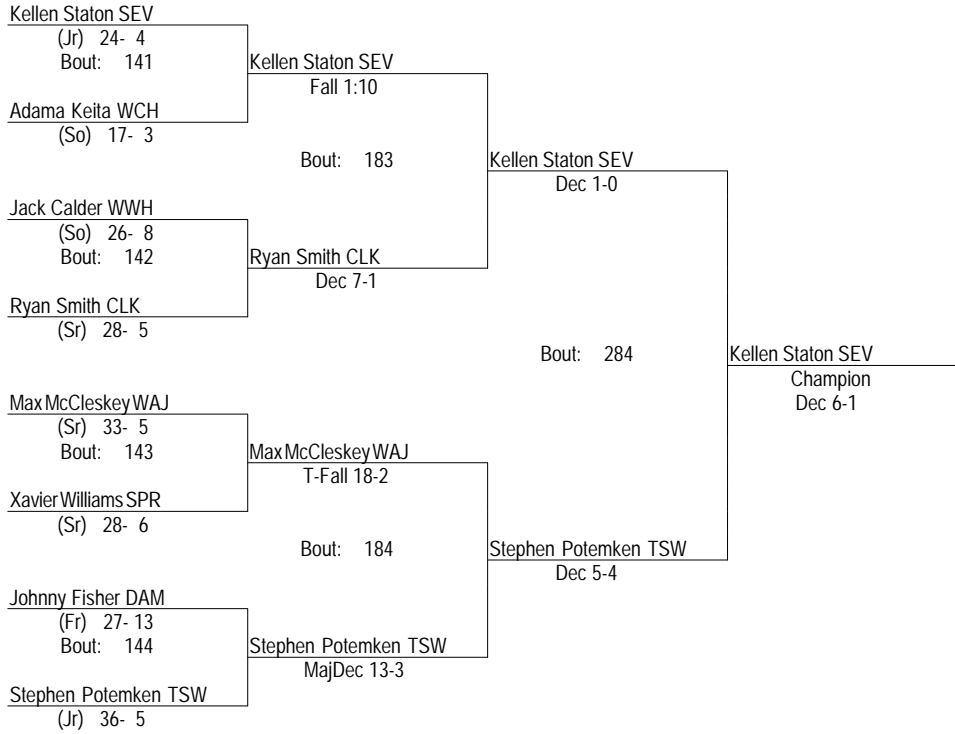 Kellen Staton SEV
(Jr) 24- 4
Bout: 141
Kellen Staton SEV
Fall 1:10
Adama Keita WCH
(So) 17- 3
Bout: 183
Kellen Staton SEV
Dec 1-0
Jack Calder WWH
(So) 26- 8
Bout: 142
Ryan Smith CLK
Dec 7-1
Ryan Smith CLK
(Sr) 28- 5
Bout: 284
Kellen Staton SEV
Champion
Dec 6-1
Max McCleskey WAJ
(Sr) 33- 5
Bout: 143
Max McCleskey WAJ
T-Fall 18-2
Xavier Williams SPR
(Sr) 28- 6
Bout: 184
Stephen Potemken TSW
Dec 5-4
Johnny Fisher DAM
(Fr) 27- 13
Bout: 144
Stephen Potemken TSW
MajDec 13-3
Stephen Potemken TSW
(Jr) 36- 5